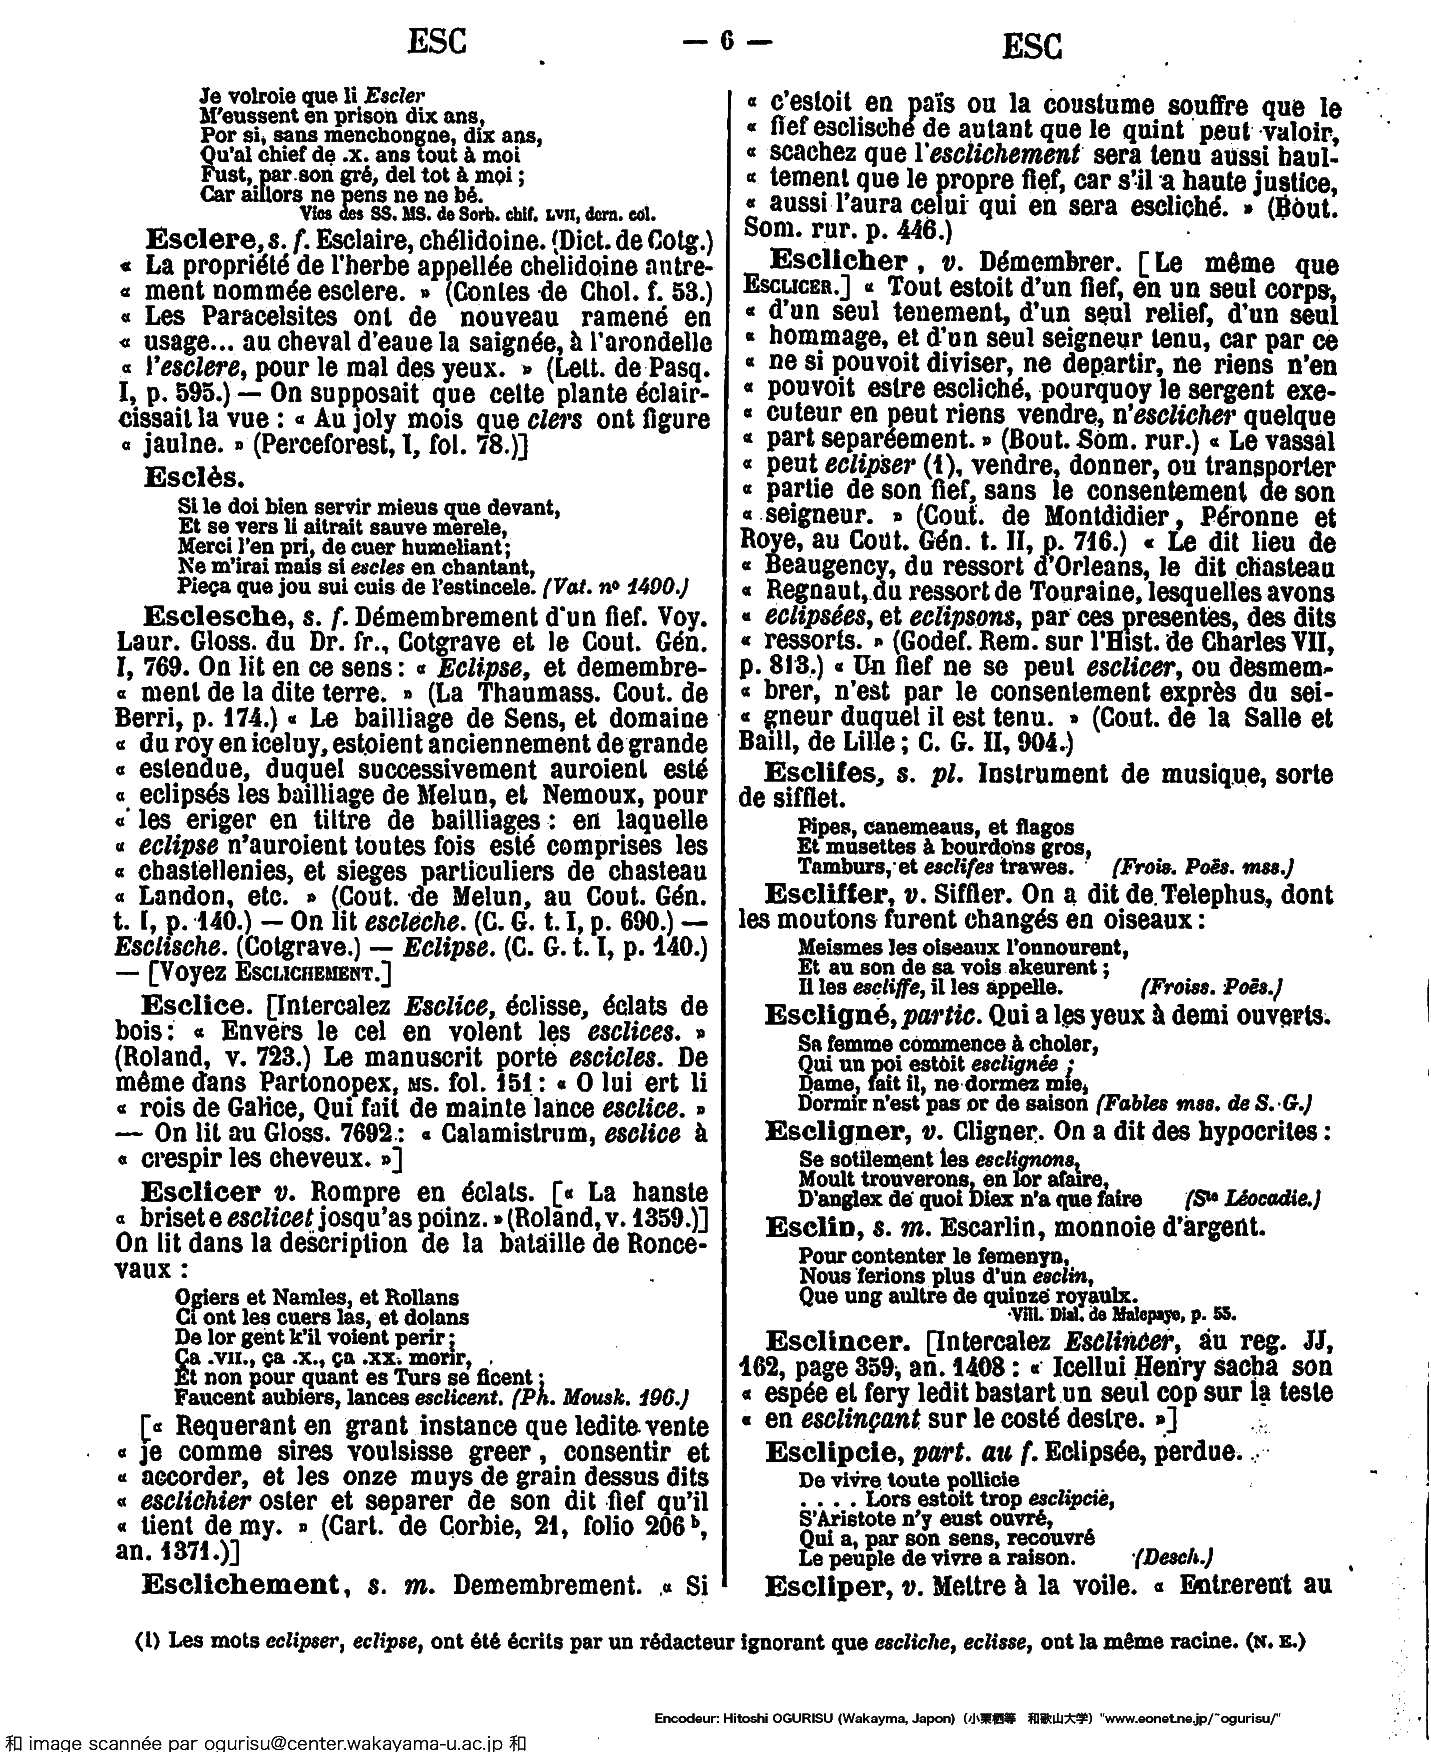 ESC
— 6 —
ESC
Je volroie que li Escler
M'eussent en prison dix ans,
Por si, sans menchongne, dix ans,
Qu'al chief de .x. ans tout à moi
Fust, par son gré, del tot à moi ;
Car aillors ne pens ne ne bé.
Vies des SS. MS. de Sorb. chif. LVII, dern. col.
Esclere, s. f. Esclaire, chélidoine. (Dict. de Cotg.)
« La propriété de l'herbe appellée chelidoine autre-
« ment nommée esclere. » (Contes de Chol. f. 53.)
« Les Paracelsites ont de nouveau ramené en
« usage... au cheval d'eaue la saignée, à l'arondelle
« l'esclere, pour le mal des yeux. » (Lett. de Pasq.
I, p. 595.) — On supposait que cette plante éclair-
cissait la vue : « Au joly mois que clers ont figure
« jaulne. » (Perceforest, I, fol. 78.)]
Esclès.
Si le doi bien servir mieus que devant,
Et se vers li aitrait sauve merele,
Merci l'en pri, de cuer humeliant ;
Ne m'irai mais si escles en chantant,
Pieça que jou sui cuis de l'estincele. (Vat. nº 1490.)
Esclesche, s. f. Démembrement d'un fief. Voy.
Laur. Gloss. du Dr. fr., Cotgrave et le Cout. Gén.
I, 769. On lit en ce sens : « Eclipse, et demembre-
« ment de la dite terre. » (La Thaumass. Cout. de
Berri, p. 174.) « Le bailliage de Sens, et domaine
« du roy en iceluy, estoient anciennement de grande
« estendue, duquel successivement auroient esté
« eclipsés les bailliage de Melun, et Nemoux, pour
« les eriger en tiltre de bailliages : en laquelle
« eclipse n'auroient toutes fois esté comprises les
« chastellenies, et sieges particuliers de chasteau
« Landon, etc. » (Cout. de Melun, au Cout. Gén.
t. I, p. 140.) — On lit escleche. (C. G. t. I, p. 690.) —
Esclische. (Cotgrave.) — Eclipse. (C. G. t. I, p. 140.)
— [Voyez ESCLICHEMENT.]
Esclice. [Intercalez Esclice, éclisse, éclats de
bois : « Envers le cel en volent les esclices. »
(Roland, v. 723.) Le manuscrit porte escicles. De
même dans Partonopex, MS. fol. 151 : « O lui ert li
« rois de Galice, Qui fait de mainte lance esclice. »
— On lit au Gloss. 7692 : « Calamistrum, esclice à
« crespir les cheveux. »]
Esclicer v. Rompre en éclats. [« La hanste
« briset e esclicet josqu'as poinz. » (Roland, v. 1359.)]
On lit dans la description de la bataille de Ronce-
vaux :
Ogiers et Namles, et Rollans
Ci ont les cuers las, et dolans
De lor gent k'il voient perir ;
Ça .VII., ça .X., ça .XX. morir,
Et non pour quant es Turs se ficent ;
Faucent aubiers, lances esclicent. (Ph. Mousk. 196.)
[« Requerant en grant instance que ledite vente
« je comme sires voulsisse greer , consentir et
« accorder, et les onze muys de grain dessus dits
« esclichier oster et separer de son dit fief qu'il
« tient de my. » (Cart. de Corbie, 21, folio 206 b,
an. 1371.)]
Esclichement, s. m. Demembrement. « Si
« c'estoit en païs ou la coustume souffre que le
« fief esclisché de autant que le quint peut valoir,
« scachez que l'esclichement sera tenu aussi haul-
« tement que le propre fief, car s'il a haute justice,
« aussi l'aura celui qui en sera escliché. » (Bout.
Som. rur. p. 446.)
Esclicher , v. Démembrer. [Le même que
ESCLICER.] « Tout estoit d'un fief, en un seul corps,
« d'un seul tenement, d'un seul relief, d'un seul
« hommage, et d'un seul seigneur tenu, car par ce
« ne si pouvoit diviser, ne departir, ne riens n'en
« pouvoit estre escliché, pourquoy le sergent exe-
« cuteur en peut riens vendre, n'esclicher quelque
« part separéement. » (Bout. Som. rur.) « Le vassal
« peut eclipser (1), vendre, donner, ou transporter
« partie de son fief, sans le consentement de son
« seigneur. » (Cout. de Montdidier, Péronne et
Roye, au Cout. Gén. t. II, p. 716.) « Le dit lieu de
« Beaugency, du ressort d'Orleans, le dit chasteau
« Regnaut, du ressort de Touraine, lesquelles avons
« eclipsées, et eclipsons, par ces presentes, des dits
« ressorts. » (Godef. Rem. sur l'Hist. de Charles VII,
p. 813.) « Un fief ne se peut esclicer, ou desmem-
« brer, n'est par le consentement exprès du sei-
« gneur duquel il est tenu. » (Cout. de la Salle et
Baill, de Lille ; C. G. II, 904.)
Esclifes, s. pl. Instrument de musique, sorte
de sifflet.
Pipes, canemeaus, et flagos
Et musettes à bourdons gros,
Tamburs, et esclifes trawes. (Frois. Poës. mss.)
Escliffer, v. Siffler. On a dit de Telephus, dont
les moutons furent changés en oiseaux :
Meismes les oiseaux l'onnourent,
Et au son de sa vois akeurent ;
Il les escliffe, il les appelle. (Froiss. Poës.)
Escligné, partic. Qui a les yeux à demi ouverts.
Sa femme commence à choler,
Qui un poi estoit esclignée ;
Dame, fait il, ne dormez mie,
Dormir n'est pas or de saison (Fables mss. de S. G.)
Escligner, v. Cligner. On a dit des hypocrites :
Se sotilement les esclignons,
Moult trouverons, en lor afaire,
D'anglex de quoi Diex n'a que faire (Ste Léocadie.)
Esclin, s. m. Escarlin, monnoie d'argent.
Pour contenter le femenyn,
Nous ferions plus d'un esclin,
Que ung aultre de quinze royaulx.
Vill. Dial. de Malepaye, p. 55.
Esclincer. [Intercalez Esclincer, au reg. JJ,
162, page 359, an. 1408 : « Icellui Henry sacha son
« espée et fery ledit bastart un seul cop sur la teste
« en esclinçant sur le costé destre. »]
Esclipcie, part. au f. Eclipsée, perdue.
De vivre toute pollicie
. . . . Lors estoit trop esclipcie,
S'Aristote n'y eust ouvré,
Qui a, par son sens, recouvré
Le peuple de vivre a raison. (Desch.)
Escliper, v. Mettre à la voile. « Entrerent au
(1) Les mots eclipser, eclipse, ont été écrits par un rédacteur ignorant que escliche, eclisse, ont la même racine. (N. E.)
Encodeur: Hitoshi OGURISU (Wakayma, Japon) (小栗栖等 和歌山大学) "www.eonet.ne.jp/~ogurisu/"
和 image scannée par ogurisu@center.wakayama-u.ac.jp 和